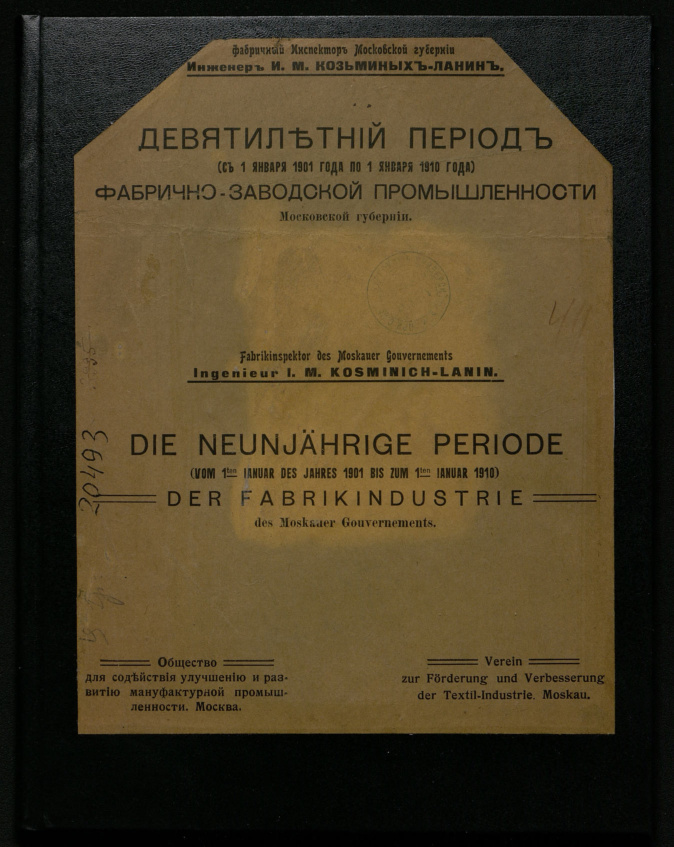 Фабричный Инспекторъ Московской губерніи
Инженеръ И. М. КОЗЬМИНЫХЪ-ЛАНИНЪ.
ДЕВЯТИЛѢТНІЙ ПЕРІОДЪ
(СЪ 1 ЯНВАРЯ 1901 ГОДА ПО 1 ЯНВАРЯ 1910 ГОДА)
ФАБРИЧНО-ЗАВОДСКОЙ ПРОМЫШЛЕННОСТИ
Московской губерніи.
Fabrikinspektor des Moskauer Gouvernements
Ingenieur I. M. KOSMINICH-LANIN.
DIE NEUNJÄHRIGE PERIODE
(VOM 1ten IANUAR DES JAHRES 1901 BIS ZUM 1ten IANUAR 1910)
DER FABRIKINDUSTRIE
des Moskauer Gouvernements.
20493
Общество
для содѣйствія улучшенію и раз-
витію мануфактурной промыш-
ленности. Москва.
Verein
zur Förderung und Verbesserung
der Textil-Industrie. Moskau.